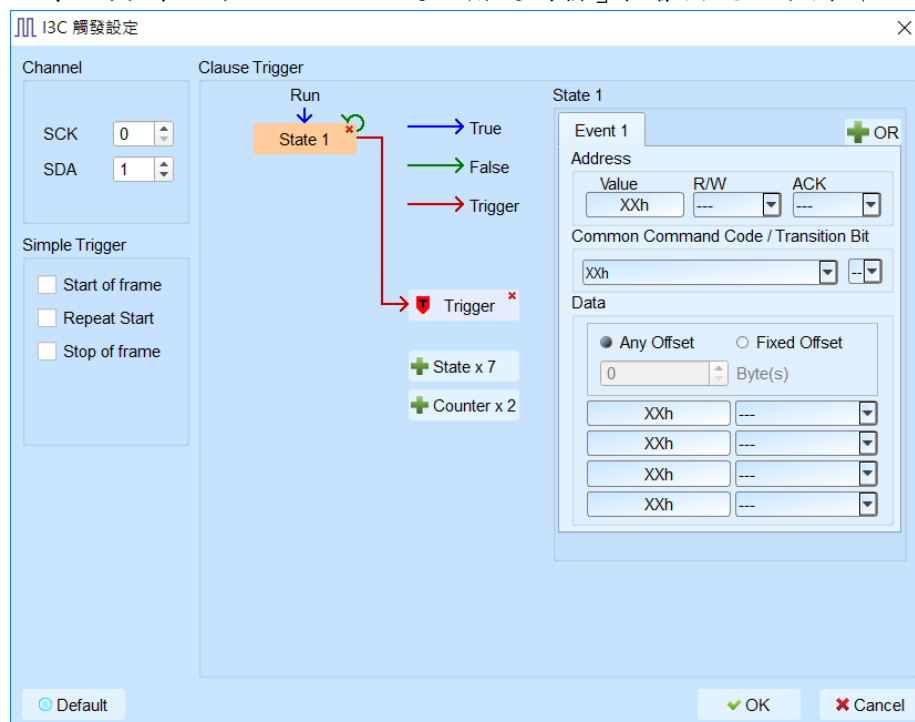 I3C 觸發設定
Channel
SCK 0
SDA 1
Simple Trigger
Start of frame
Repeat Start
Stop of frame
Clause Trigger
Run
State 1
True
False
Trigger
T Trigger
State x 7
Counter x 2
State 1
Event 1
OR
Address
Value R/W ACK
XXh --- ---
Common Command Code / Transition Bit
XXh --
Data
Any Offset Fixed Offset
0 Byte(s)
XXh ---
XXh ---
XXh ---
XXh ---
Default
OK
Cancel